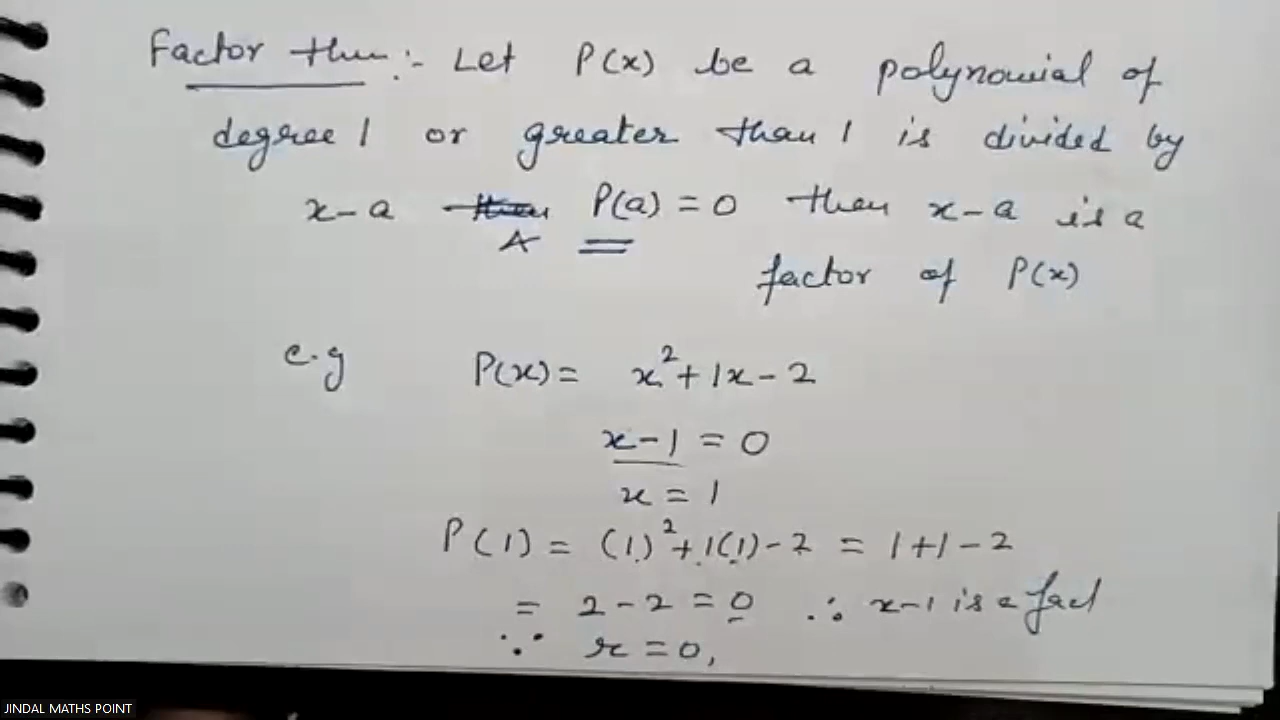 Factor thm:- Let P(x) be a polynomial of
degree 1 or greater than 1 is divided by
x-a then P(a) = 0 then x-a is a
factor of P(x)
e.g P(x) = x²+1x-2
x-1 = 0
x = 1
P(1) = (1)²+1(1)-2 = 1+1-2
= 2-2 = 0 ∴ x-1 is a fact
∵ r = 0,
JINDAL MATHS POINT